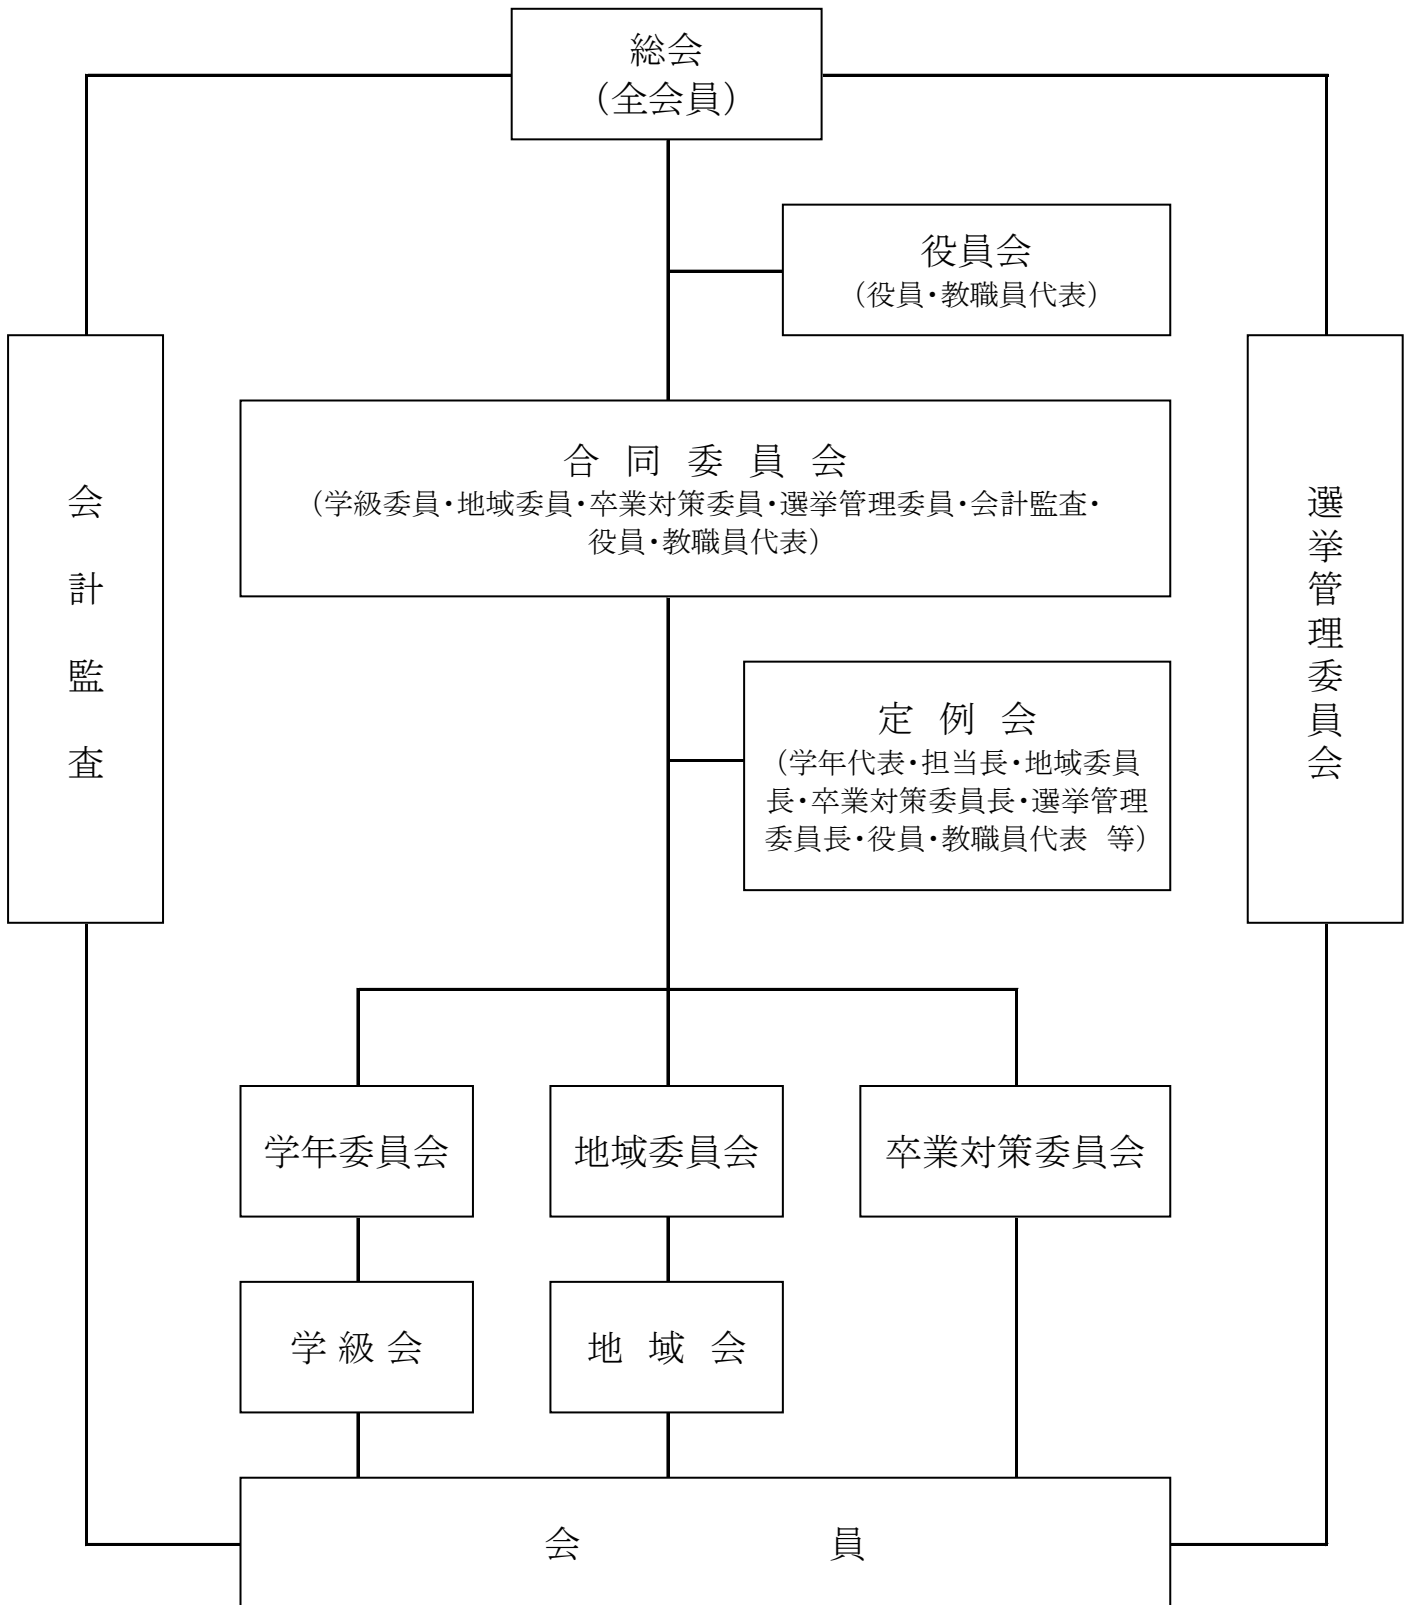 総会
（全会員）
役員会
（役員・教職員代表）
合同委員会
（学級委員・地域委員・卒業対策委員・選挙管理委員・会計監査・
役員・教職員代表）
会計監査
選挙管理委員会
定例会
（学年代表・担当長・地域委員
長・卒業対策委員長・選挙管理
委員長・役員・教職員代表 等）
学年委員会
地域委員会
卒業対策委員会
学級会
地域会
会員